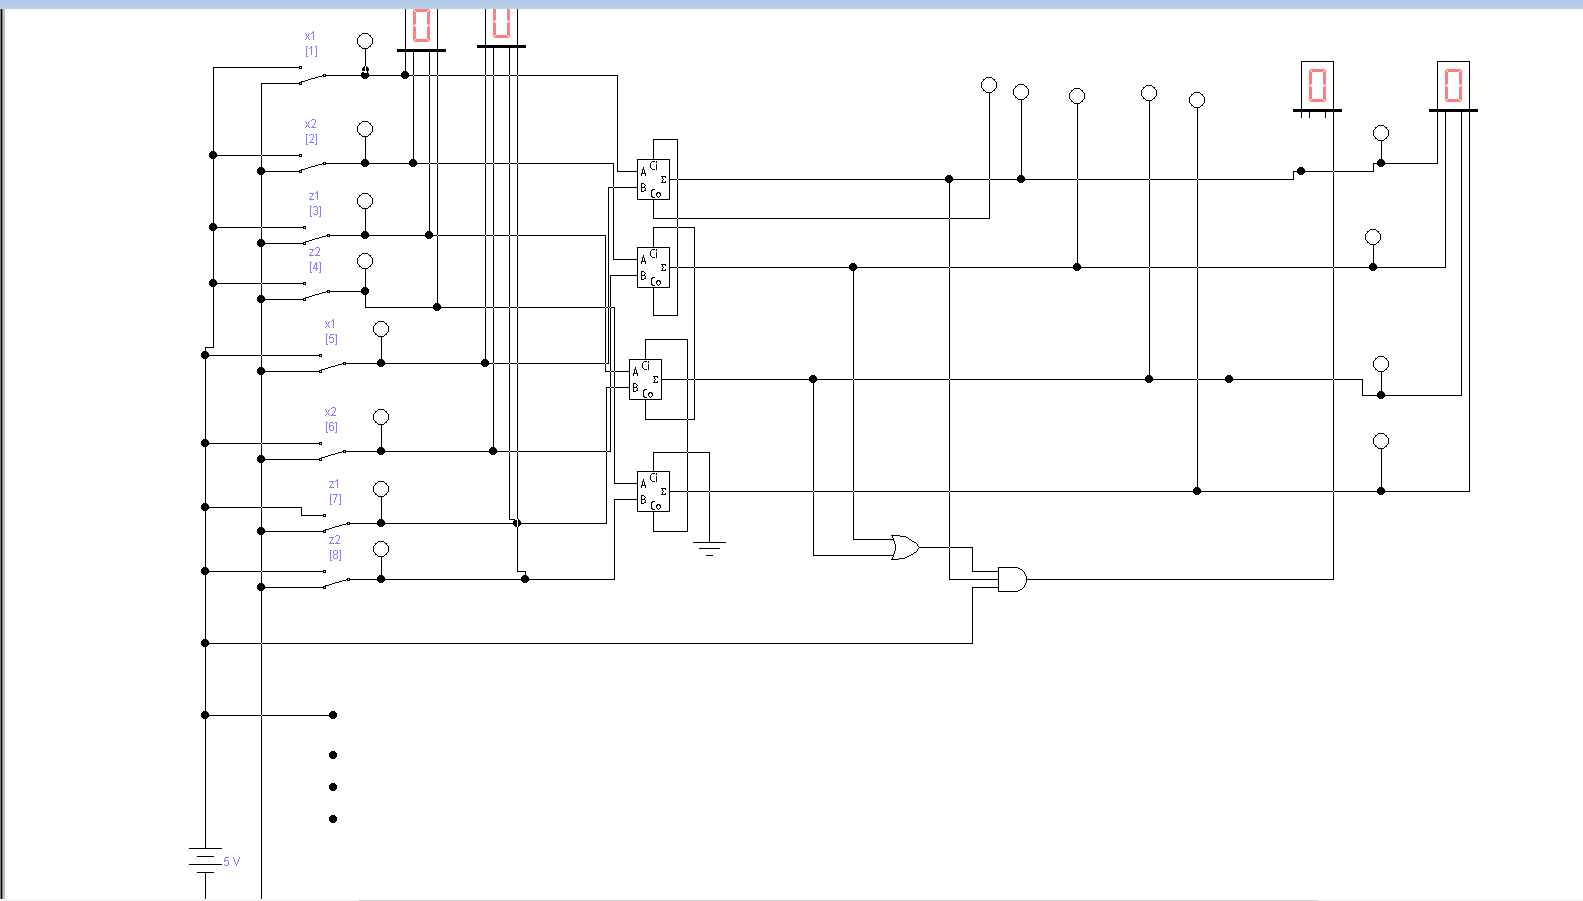 0
0
x1
[1]
0
0
x2
[2]
Ci
A
Σ
B
Co
z1
[3]
z2
[4]
Ci
A
Σ
B
Co
x1
[5]
Ci
A
Σ
B
Co
x2
[6]
Ci
A
Σ
B
Co
z1
[7]
z2
[8]
5 V